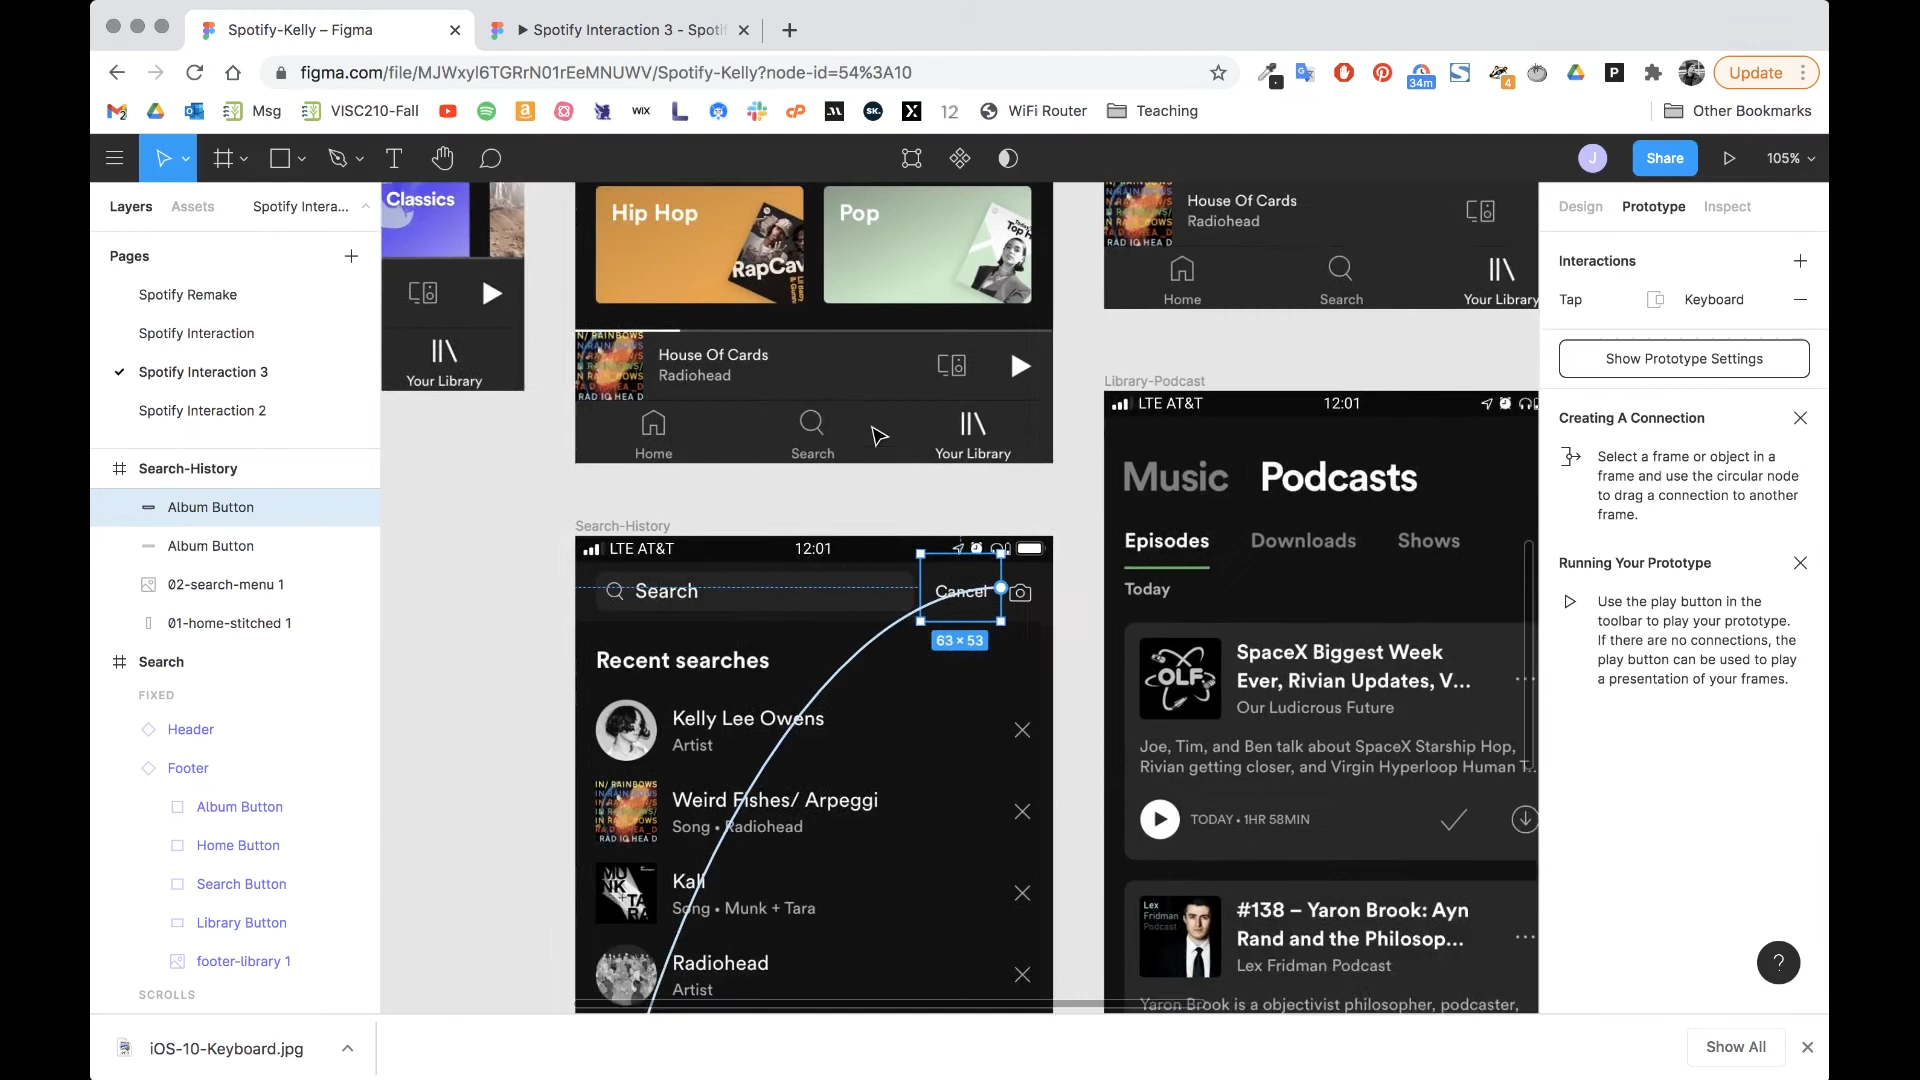 Spotify-Kelly – Figma
Spotify Interaction 3 - Spotif
figma.com/file/MJWxyl6TGRrN01rEeMNUWV/Spotify-Kelly?node-id=54%3A10
34m
4
P
Update
Msg
VISC210-Fall
WIX
SK.
12
WiFi Router
Teaching
Other Bookmarks
J
Share
105%
Layers
Assets
Spotify Intera...
Pages
Spotify Remake
Spotify Interaction
Spotify Interaction 3
Spotify Interaction 2
Search-History
Album Button
Album Button
02-search-menu 1
01-home-stitched 1
Search
FIXED
Header
Footer
Album Button
Home Button
Search Button
Library Button
footer-library 1
SCROLLS
Classics
Your Library
Hip Hop
RapCav
Pop
House Of Cards
Radiohead
Home
Search
Your Library
Search-History
LTE AT&T
12:01
Search
Cancel
63 × 53
Recent searches
Kelly Lee Owens
Artist
Weird Fishes/ Arpeggi
Song • Radiohead
Kali
Song • Munk + Tara
Radiohead
Artist
House Of Cards
Radiohead
Home
Search
Your Library
Library-Podcast
LTE AT&T
12:01
Music
Podcasts
Episodes
Downloads
Shows
Today
OLF
SpaceX Biggest Week
Ever, Rivian Updates, V...
Our Ludicrous Future
Joe, Tim, and Ben talk about SpaceX Starship Hop,
Rivian getting closer, and Virgin Hyperloop Human T...
TODAY • 1HR 58MIN
Lex
Fridman
Podcast
#138 – Yaron Brook: Ayn
Rand and the Philosop...
Lex Fridman Podcast
Yaron Brook is a objectivist philosopher, podcaster,
Design
Prototype
Inspect
Interactions
Tap
Keyboard
Show Prototype Settings
Creating A Connection
Select a frame or object in a
frame and use the circular node
to drag a connection to another
frame.
Running Your Prototype
Use the play button in the
toolbar to play your prototype.
If there are no connections, the
play button can be used to play
a presentation of your frames.
?
iOS-10-Keyboard.jpg
Show All